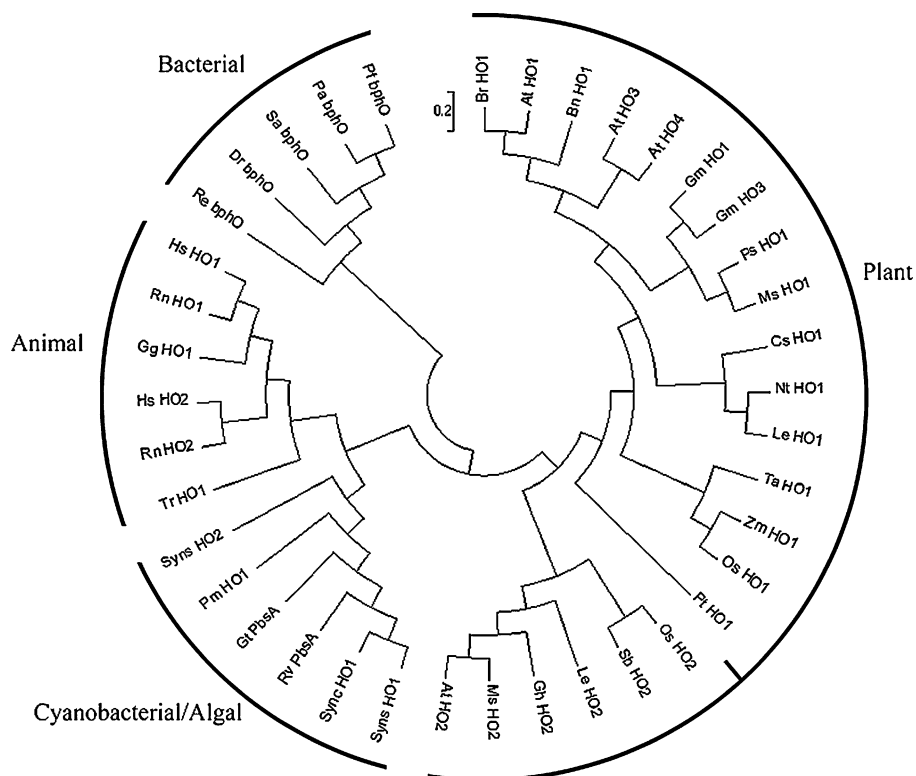 Bacterial
Pf bphO
Pa bphO
Sa bphO
Dr bphO
Re bphO
Animal
Hs HO1
Rn HO1
Gg HO1
Hs HO2
Rn HO2
Tr HO1
Cyanobacterial/Algal
Syns HO2
Pm HO1
Gt PbsA
Rv PbsA
Sync HO1
Syns HO1
0.2
Plant
Br HO1
At HO1
Bn HO1
At HO3
At HO4
Gm HO1
Gm HO3
Ps HO1
Ms HO1
Cs HO1
Nt HO1
Le HO1
Ta HO1
Zm HO1
Os HO1
Pt HO1
Os HO2
Sb HO2
Le HO2
Gh HO2
Ms HO2
At HO2